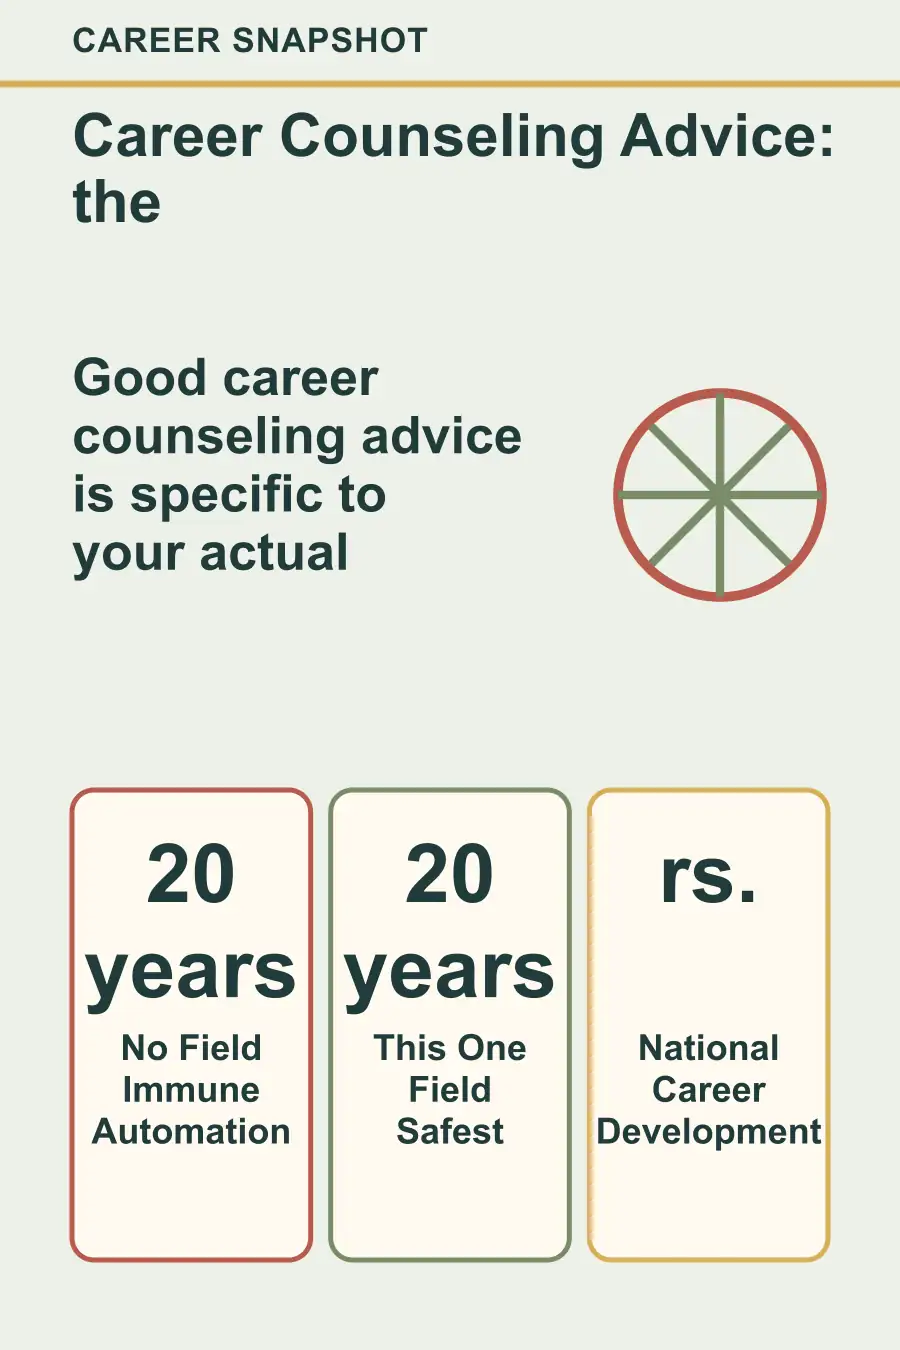 CAREER SNAPSHOT
Career Counseling Advice:
the
Good career
counseling advice
is specific to
your actual
20
years
No Field
Immune
Automation
20
years
This One
Field
Safest
rs.
National
Career
Development